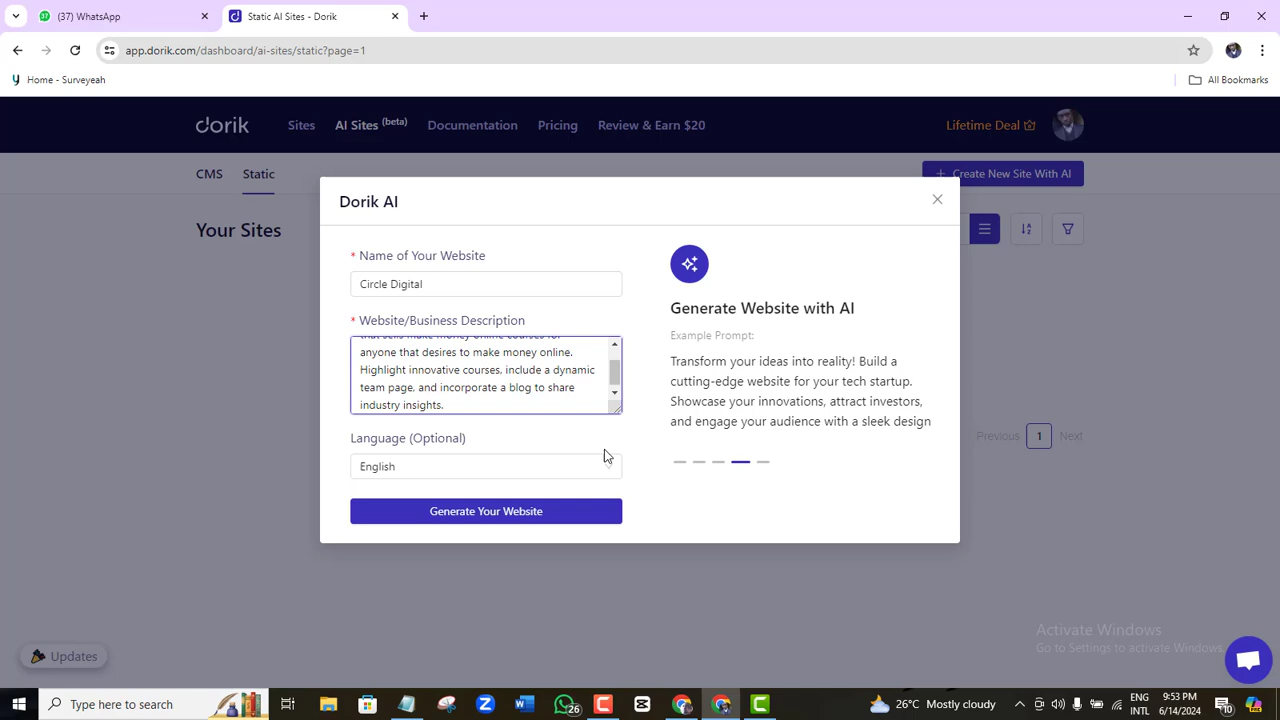 (37) WhatsApp
Static AI Sites - Dorik
app.dorik.com/dashboard/ai-sites/static?page=1
Home - Surveyeah
All Bookmarks
dorik
Sites
AI Sites (beta)
Documentation
Pricing
Review & Earn $20
Lifetime Deal
CMS
Static
Create New Site With AI
Your Sites
Dorik AI
* Name of Your Website
Circle Digital
* Website/Business Description
that sells make money online courses for
anyone that desires to make money online.
Highlight innovative courses, include a dynamic
team page, and incorporate a blog to share
industry insights.
Language (Optional)
English
Generate Your Website
Generate Website with AI
Example Prompt:
Transform your ideas into reality! Build a
cutting-edge website for your tech startup.
Showcase your innovations, attract investors,
and engage your audience with a sleek design
Previous
1
Next
Activate Windows
Go to Settings to activate Windows.
Updates
Type here to search
26
26°C Mostly cloudy
ENG
INTL
9:53 PM
6/14/2024
10